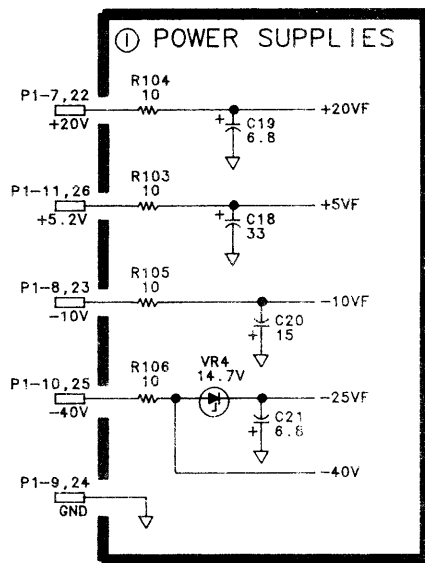 ① POWER SUPPLIES
R104
10
P1-7,22
+20V
+20VF
+
C19
6.8
R103
10
P1-11,26
+5.2V
+5VF
+
C18
33
R105
10
P1-8,23
-10V
-10VF
C20
+
15
R106
10
VR4
14.7V
P1-10,25
-40V
-25VF
C21
+
6.8
-40V
P1-9,24
GND